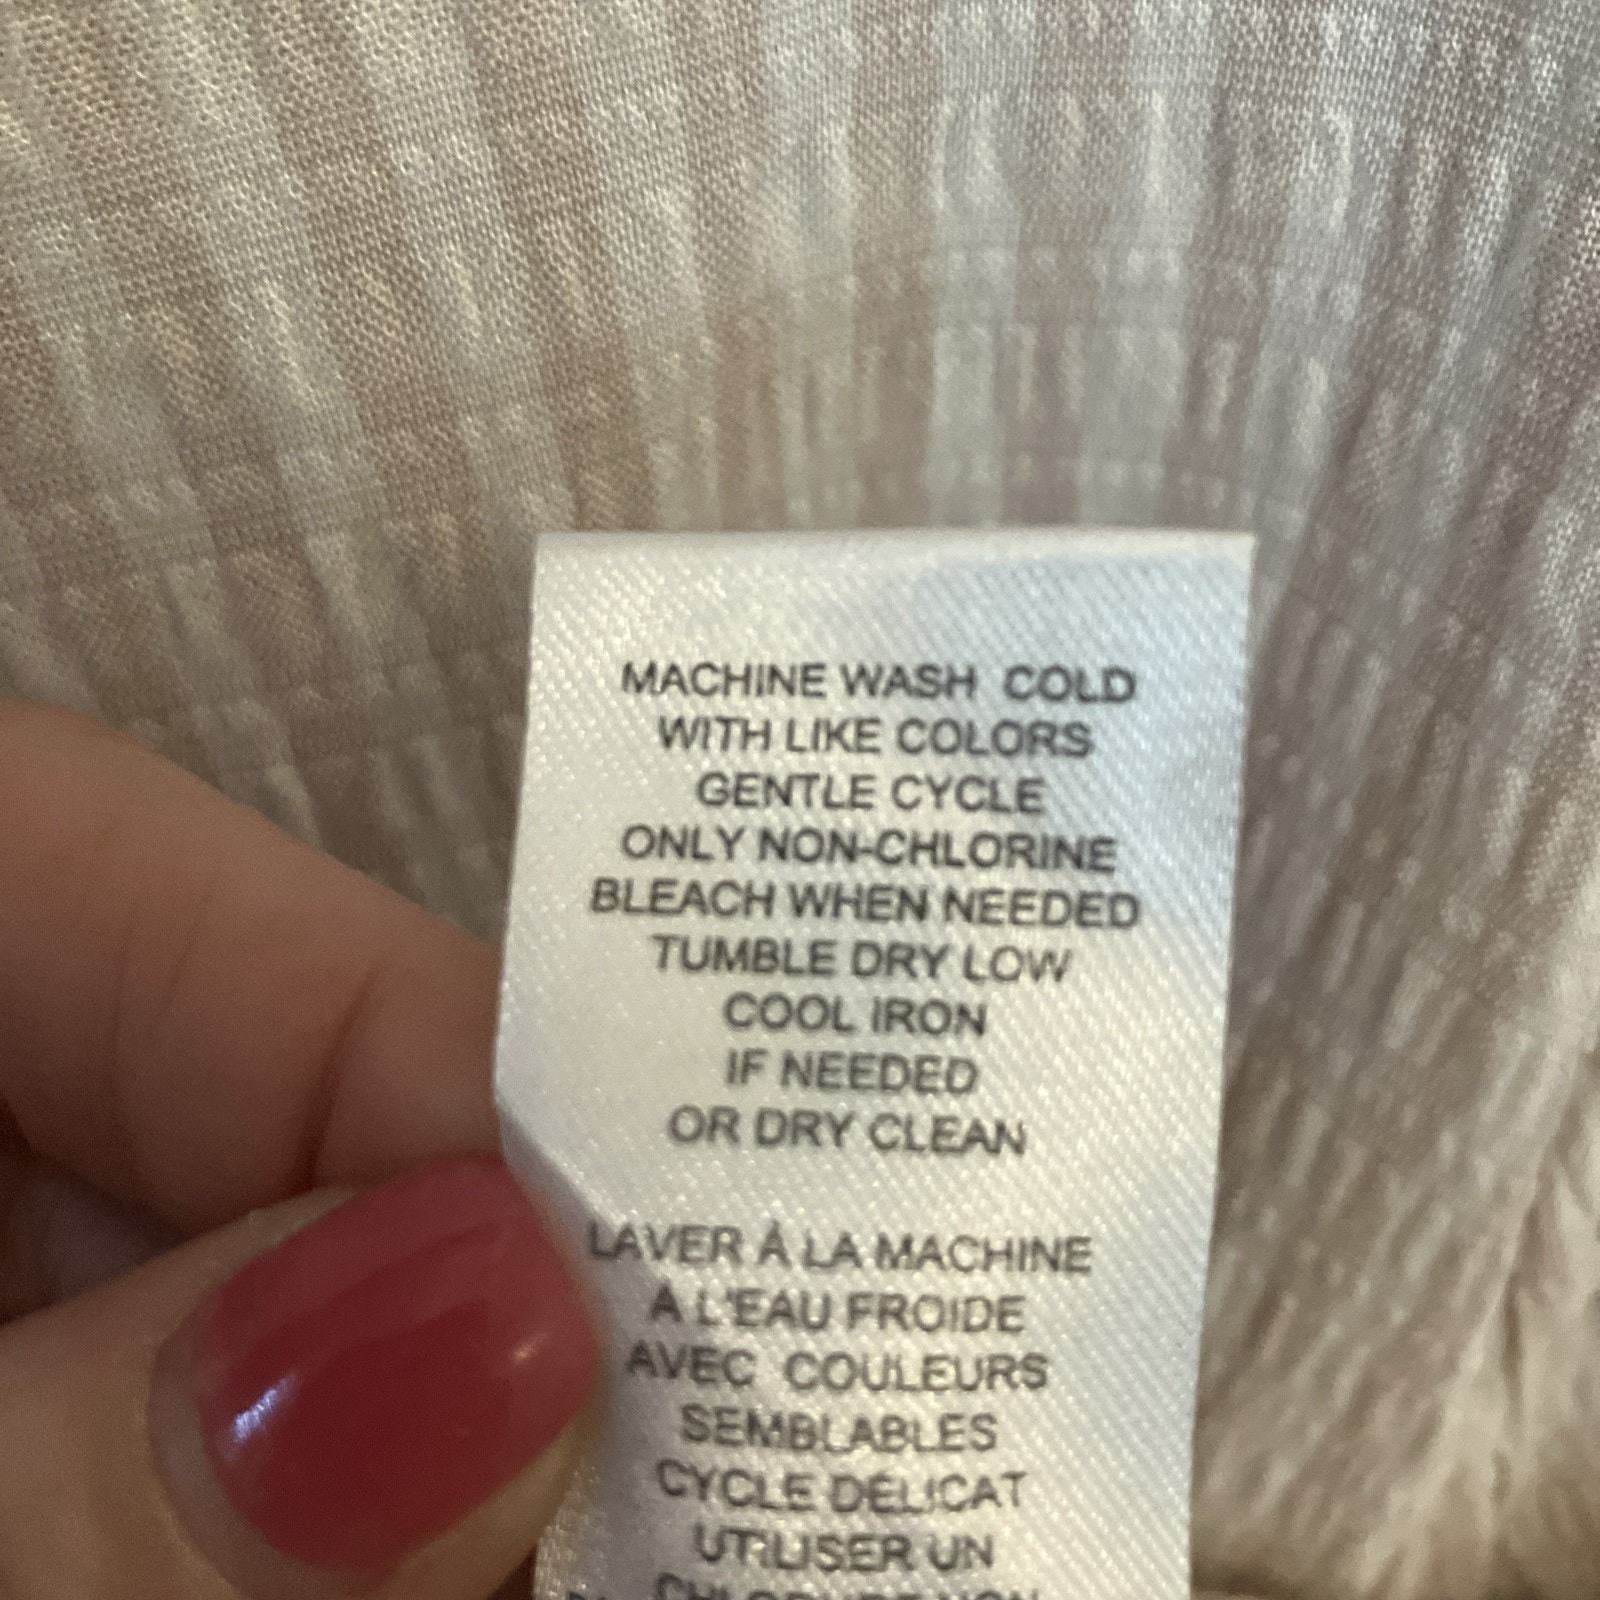 MACHINE WASH COLD
WITH LIKE COLORS
GENTLE CYCLE
ONLY NON-CHLORINE
BLEACH WHEN NEEDED
TUMBLE DRY LOW
COOL IRON
IF NEEDED
OR DRY CLEAN
LAVER À LA MACHINE
À L'EAU FROIDE
AVEC COULEURS
SEMBLABLES
CYCLE DÉLICAT
UTILISER UN